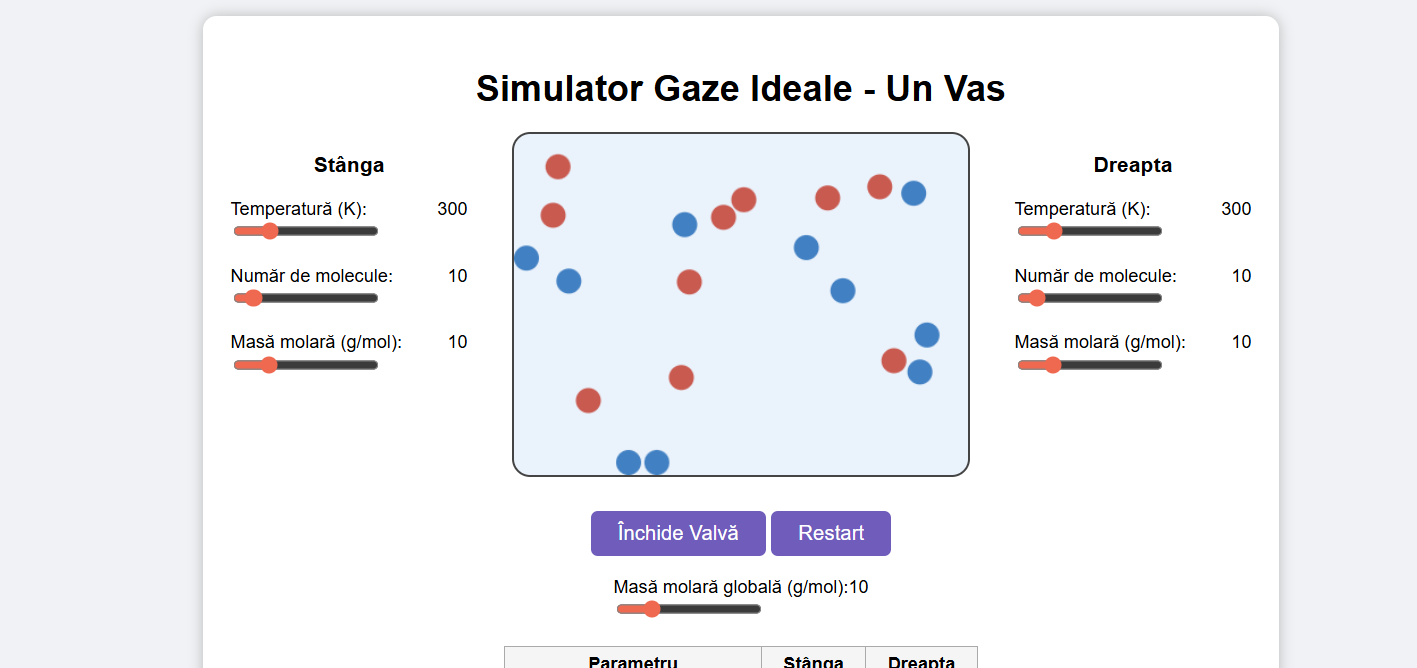 Simulator Gaze Ideale - Un Vas
Stânga
Temperatură (K): 300
Număr de molecule: 10
Masă molară (g/mol): 10
Dreapta
Temperatură (K): 300
Număr de molecule: 10
Masă molară (g/mol): 10
Închide Valvă Restart
Masă molară globală (g/mol):10
Parametru Stânga Dreapta